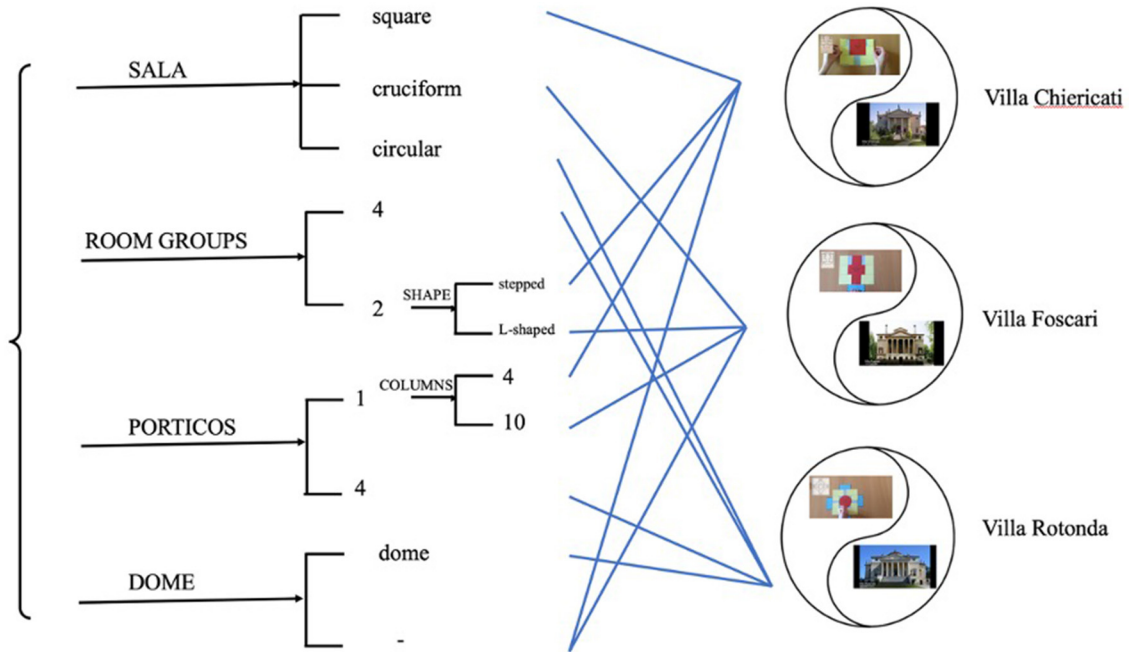 square
SALA
cruciform
circular
4
ROOM GROUPS
2
SHAPE
stepped
L-shaped
1
COLUMNS
4
10
PORTICOS
4
dome
DOME
-
Villa Chiericati
Villa Foscari
Villa Rotonda